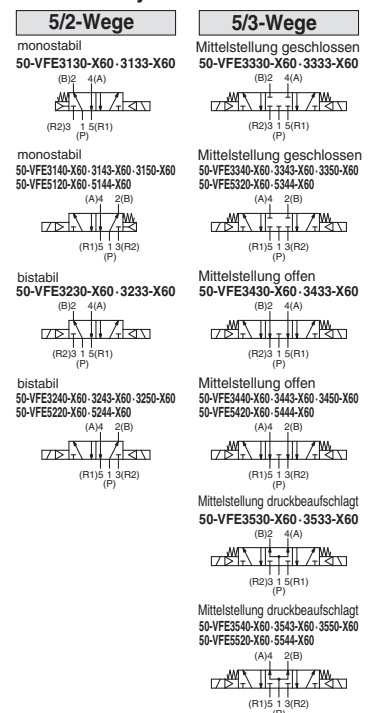 5/2-Wege
monostabil
50-VFE3130-X60·3133-X60
(B)2 4(A)
(R2)3 1 5(R1)
(P)
monostabil
50-VFE3140-X60·3143-X60·3150-X60
50-VFE5120-X60·5144-X60
(A)4 2(B)
(R1)5 1 3(R2)
(P)
bistabil
50-VFE3230-X60·3233-X60
(B)2 4(A)
(R2)3 1 5(R1)
(P)
bistabil
50-VFE3240-X60·3243-X60·3250-X60
50-VFE5220-X60·5244-X60
(A)4 2(B)
(R1)5 1 3(R2)
(P)
5/3-Wege
Mittelstellung geschlossen
50-VFE3330-X60·3333-X60
(B)2 4(A)
(R2)3 1 5(R1)
(P)
Mittelstellung geschlossen
50-VFE3340-X60·3343-X60·3350-X60
50-VFE5320-X60·5344-X60
(A)4 2(B)
(R1)5 1 3(R2)
(P)
Mittelstellung offen
50-VFE3430-X60·3433-X60
(B)2 4(A)
(R2)3 1 5(R1)
(P)
Mittelstellung offen
50-VFE3440-X60·3443-X60·3450-X60
50-VFE5420-X60·5444-X60
(A)4 2(B)
(R1)5 1 3(R2)
(P)
Mittelstellung druckbeaufschlagt
50-VFE3530-X60·3533-X60
(B)2 4(A)
(R2)3 1 5(R1)
(P)
Mittelstellung druckbeaufschlagt
50-VFE3540-X60·3543-X60·3550-X60
50-VFE5520-X60·5544-X60
(A)4 2(B)
(R1)5 1 3(R2)
(P)